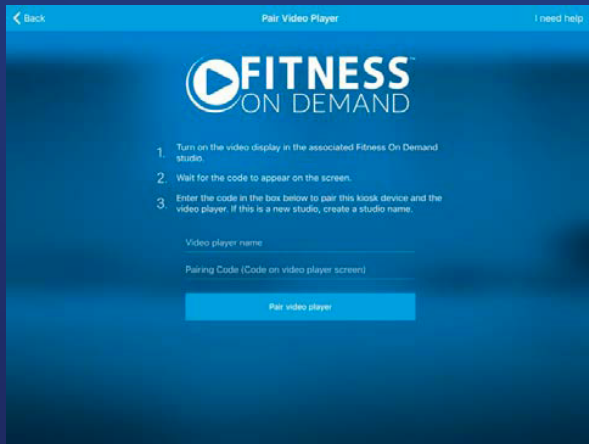 Back
Pair Video Player
I need help
FITNESS™
ON DEMAND
1. Turn on the video display in the associated Fitness On Demand
studio.
2. Wait for the code to appear on the screen.
3. Enter the code in the box below to pair this kiosk device and the
video player. If this is a new studio, create a studio name.
Video player name
Pairing Code (Code on video player screen)
Pair video player